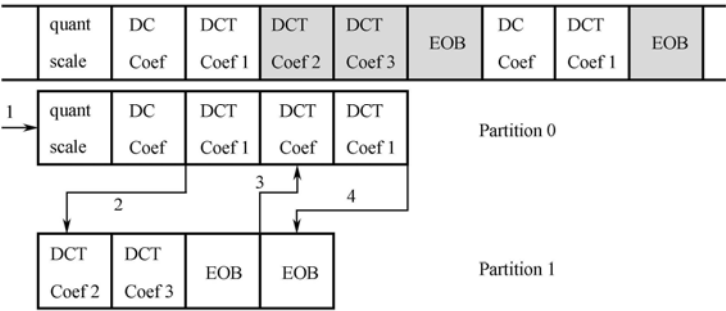 quant scale
DC Coef
DCT Coef 1
DCT Coef 2
DCT Coef 3
EOB
DC Coef
DCT Coef 1
EOB
1
quant scale
DC Coef
DCT Coef 1
DCT Coef
DCT Coef 1
Partition 0
2
3
4
DCT Coef 2
DCT Coef 3
EOB
EOB
Partition 1